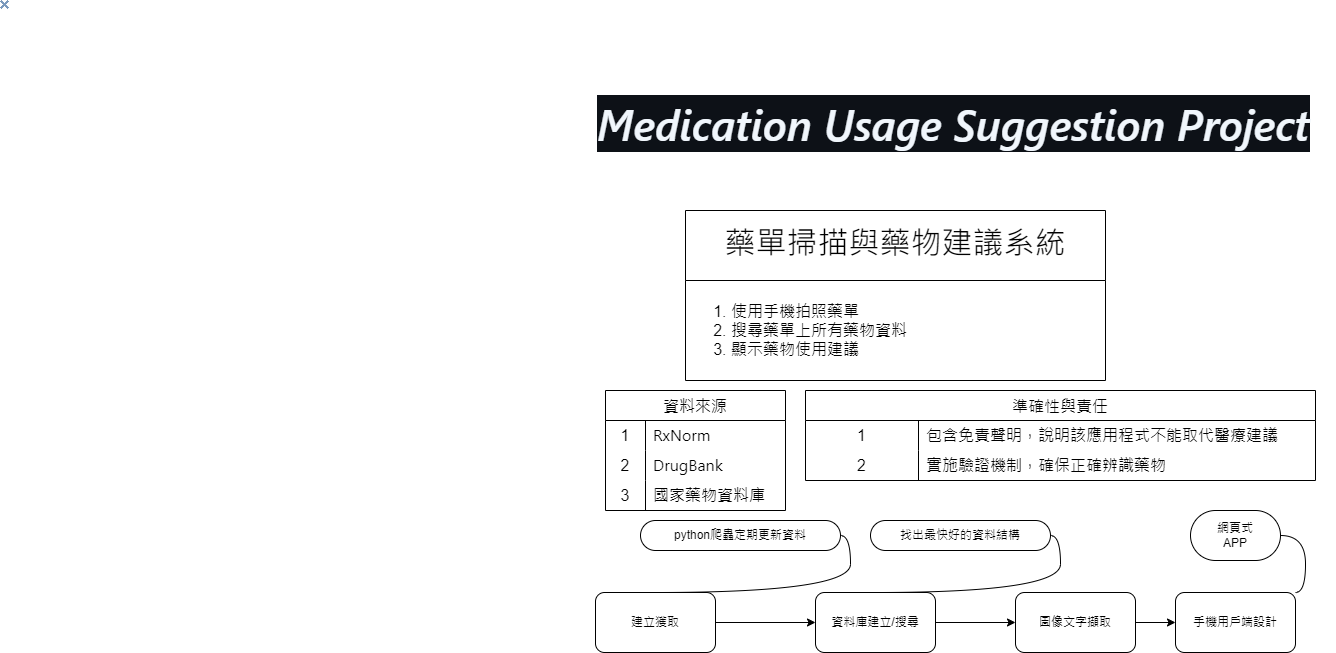 Medication Usage Suggestion Project
藥單掃描與藥物建議系統
1. 使用手機拍照藥單
2. 搜尋藥單上所有藥物資料
3. 顯示藥物使用建議
資料來源
1 RxNorm
2 DrugBank
3 國家藥物資料庫
準確性與責任
1 包含免責聲明，說明該應用程式不能取代醫療建議
2 實施驗證機制，確保正確辨識藥物
python爬蟲定期更新資料
找出最快好的資料結構
網頁式
APP
建立獲取
資料庫建立/搜尋
圖像文字擷取
手機用戶端設計